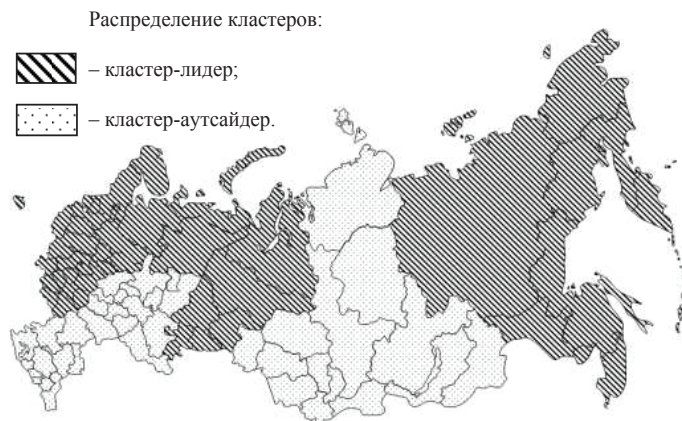 Распределение кластеров:
– кластер-лидер;
– кластер-аутсайдер.